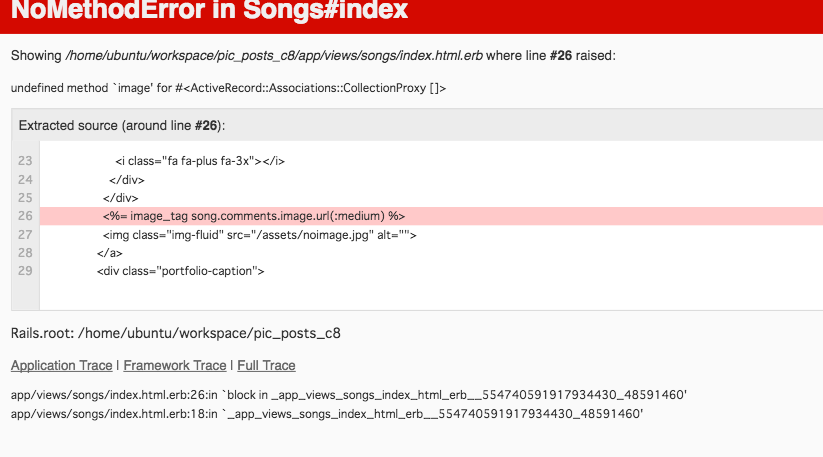 NoMethodError in Songs#index
Showing /home/ubuntu/workspace/pic_posts_c8/app/views/songs/index.html.erb where line #26 raised:
undefined method `image' for #<ActiveRecord::Associations::CollectionProxy []>
Extracted source (around line #26):
23 <i class="fa fa-plus fa-3x"></i>
24 </div>
25 </div>
26 <%= image_tag song.comments.image.url(:medium) %>
27 <img class="img-fluid" src="/assets/noimage.jpg" alt="">
28 </a>
29 <div class="portfolio-caption">
Rails.root: /home/ubuntu/workspace/pic_posts_c8
Application Trace | Framework Trace | Full Trace
app/views/songs/index.html.erb:26:in `block in _app_views_songs_index_html_erb__554740591917934430_48591460'
app/views/songs/index.html.erb:18:in `_app_views_songs_index_html_erb__554740591917934430_48591460'